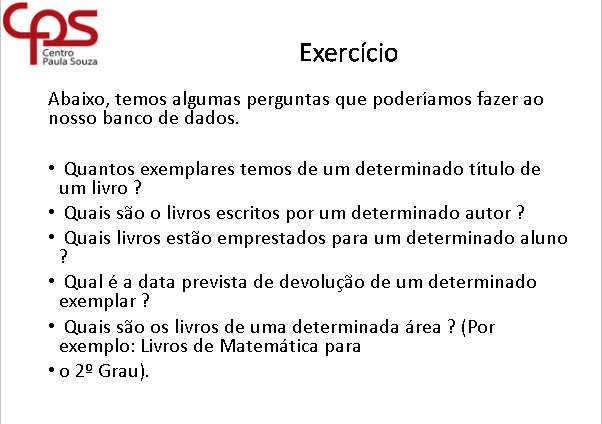 cps
Centro
Paula Souza
Exercício
Abaixo, temos algumas perguntas que poderíamos fazer ao
nosso banco de dados.
• Quantos exemplares temos de um determinado título de
um livro ?
• Quais são o livros escritos por um determinado autor ?
• Quais livros estão emprestados para um determinado aluno
?
• Qual é a data prevista de devolução de um determinado
exemplar ?
• Quais são os livros de uma determinada área ? (Por
exemplo: Livros de Matemática para
• o 2º Grau).